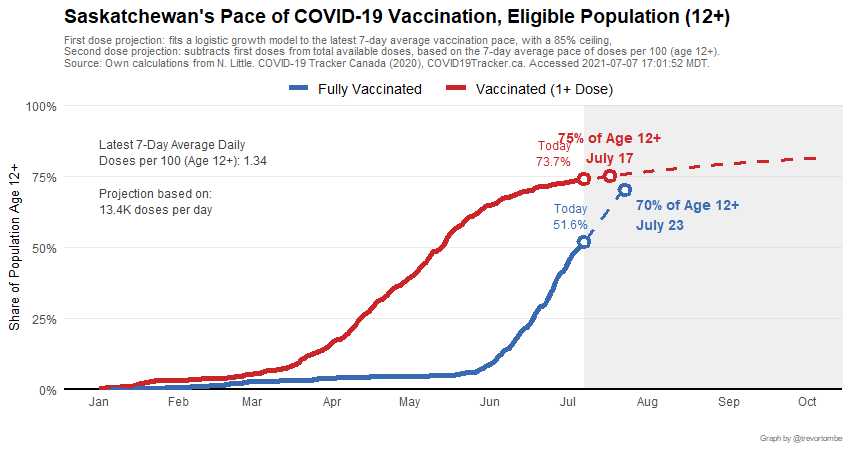 Saskatchewan's Pace of COVID-19 Vaccination, Eligible Population (12+)
First dose projection: fits a logistic growth model to the latest 7-day average vaccination pace, with a 85% ceiling,
Second dose projection: subtracts first doses from total available doses, based on the 7-day average pace of doses per 100 (age 12+).
Source: Own calculations from N. Little. COVID-19 Tracker Canada (2020), COVID19Tracker.ca. Accessed 2021-07-07 17:01:52 MDT.
Fully Vaccinated Vaccinated (1+ Dose)
Share of Population Age 12+
100%
75%
50%
25%
0%
Latest 7-Day Average Daily
Doses per 100 (Age 12+): 1.34
Projection based on:
13.4K doses per day
Today
73.7%
75% of Age 12+
July 17
Today
51.6%
70% of Age 12+
July 23
Jan Feb Mar Apr May Jun Jul Aug Sep Oct
Graph by @trevortombe